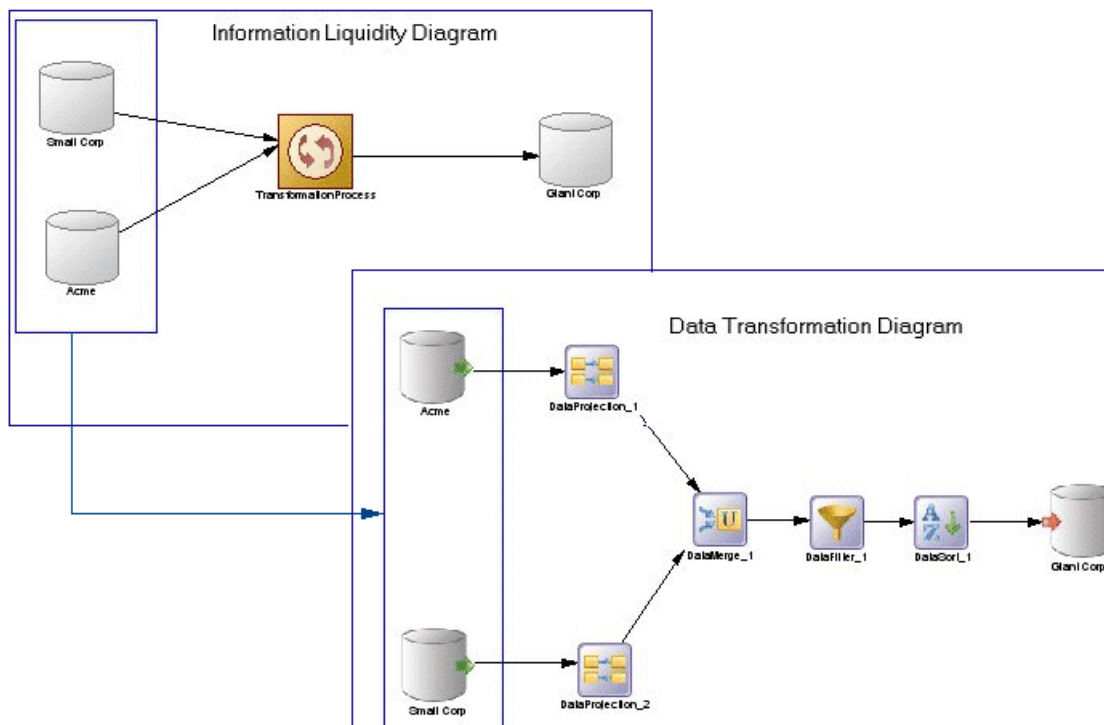 Information Liquidity Diagram
Small Corp
TransformationProcess
Giant Corp
Acme
Data Transformation Diagram
Acme
DataProjection_1
DataMerge_1
DataFilter_1
DataSort_1
Giant Corp
Small Corp
DataProjection_2